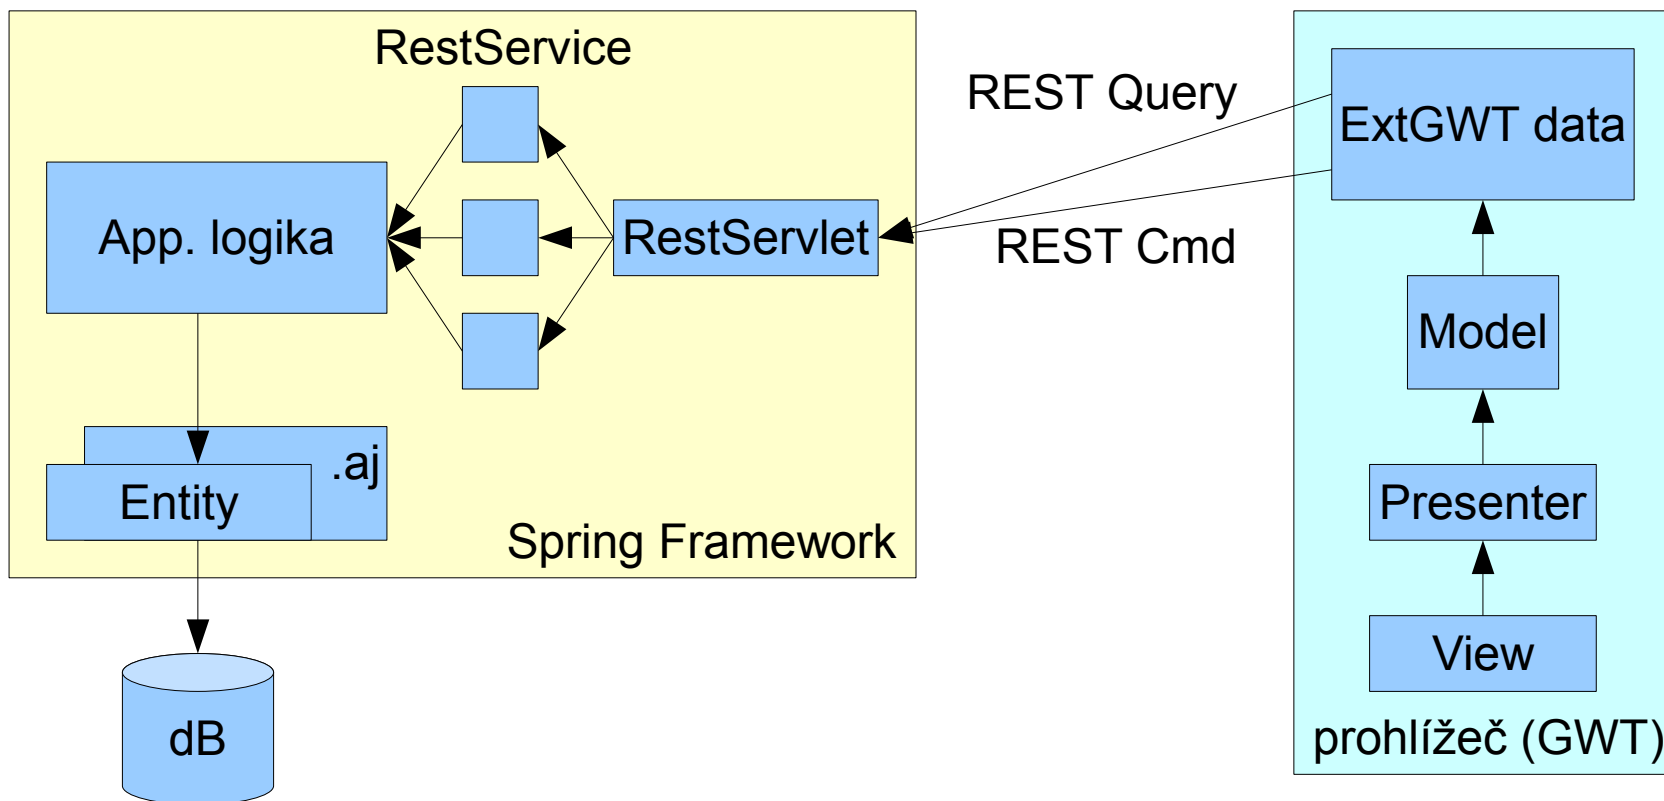 RestService
App. logika
RestServlet
.aj
Entity
Spring Framework
dB
REST Query
REST Cmd
ExtGWT data
Model
Presenter
View
prohlížeč (GWT)